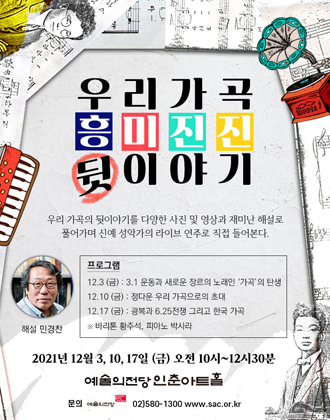 우리가곡
흥미진진
뒷이야기
우리 가곡의 뒷이야기를 다양한 사진 및 영상과 재미난 해설로
풀어가며 신예 성악가의 라이브 연주로 직접 들어본다.
프로그램
12.3 (금) : 3.1 운동과 새로운 장르의 노래인 '가곡'의 탄생
12.10 (금) : 정다운 우리 가곡으로의 초대
12.17 (금) : 광복과 6.25전쟁 그리고 한국 가곡
※ 바리톤 황주석, 피아노 박사라
해설 민경찬
2021년 12월 3, 10, 17일 (금) 오전 10시~12시30분
예술의전당 인춘아트홀
문의 예술의전당 02)580-1300 www.sac.or.kr